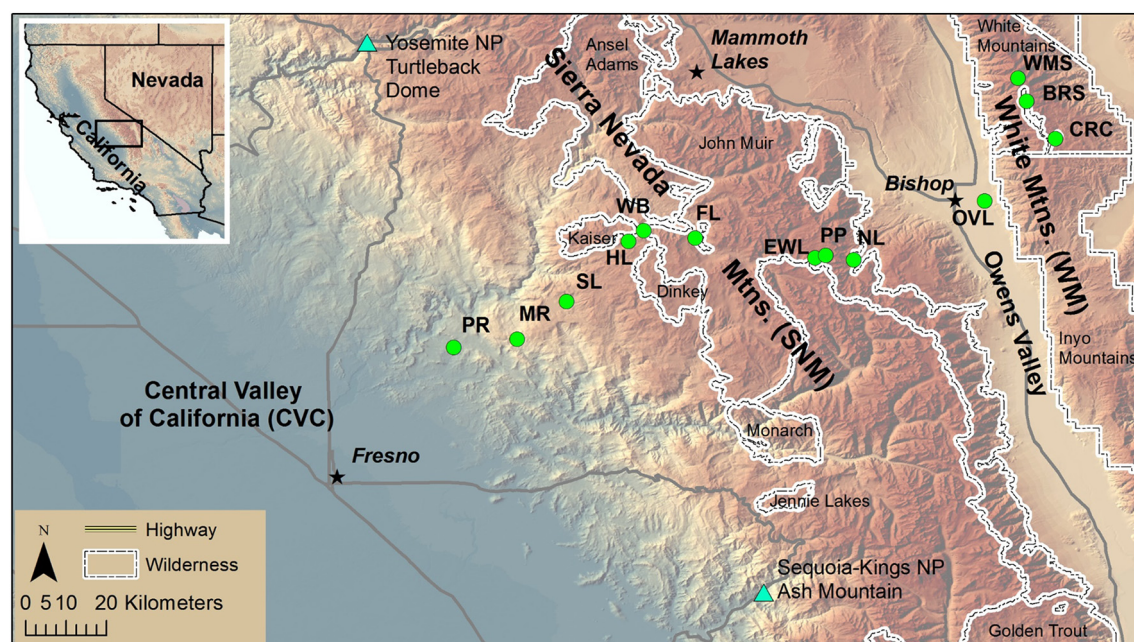 Nevada
California
Yosemite NP
Turtleback
Dome
Ansel
Adams
Mammoth
Lakes
White
Mountains
WMS
BRS
CRC
Sierra Nevada
Mtns. (SNM)
John Muir
White Mtns. (WM)
Bishop
OVL
WB
FL
Kaiser
HL
EWL
PP
NL
Dinkey
SL
MR
PR
Owens Valley
Inyo
Mountains
Central Valley
of California (CVC)
Monarch
Fresno
Jennie Lakes
Sequoia-Kings NP
Ash Mountain
Golden Trout
N
Highway
Wilderness
0 5 10 20 Kilometers